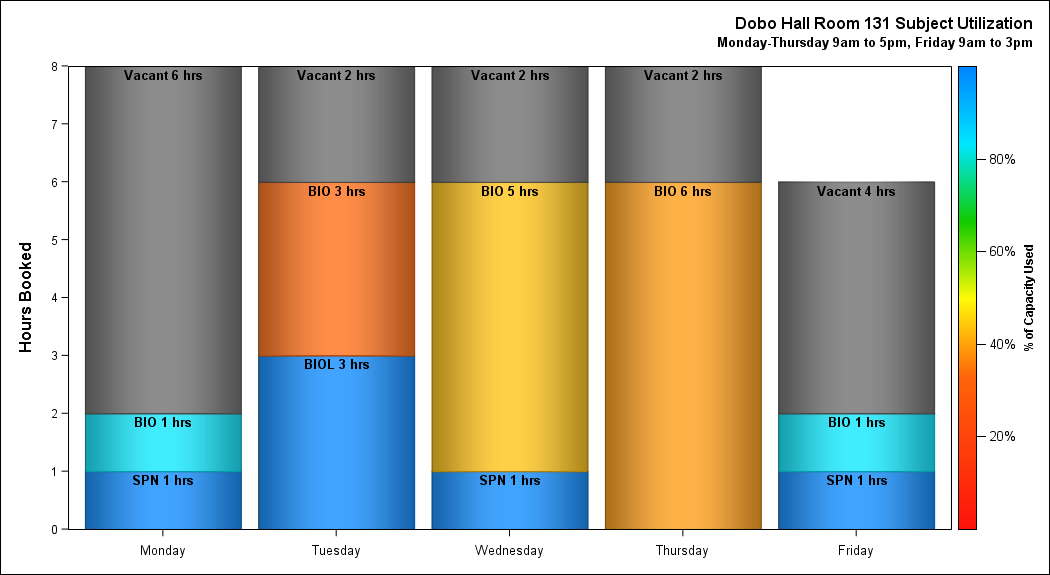 Dobo Hall Room 131 Subject Utilization
Monday-Thursday 9am to 5pm, Friday 9am to 3pm
Hours Booked
8
7
6
5
4
3
2
1
0
Vacant 6 hrs
BIO 1 hrs
SPN 1 hrs
Monday
Vacant 2 hrs
BIO 3 hrs
BIOL 3 hrs
Tuesday
Vacant 2 hrs
BIO 5 hrs
SPN 1 hrs
Wednesday
Vacant 2 hrs
BIO 6 hrs
Thursday
Vacant 4 hrs
BIO 1 hrs
SPN 1 hrs
Friday
80%
60%
40%
20%
% of Capacity Used